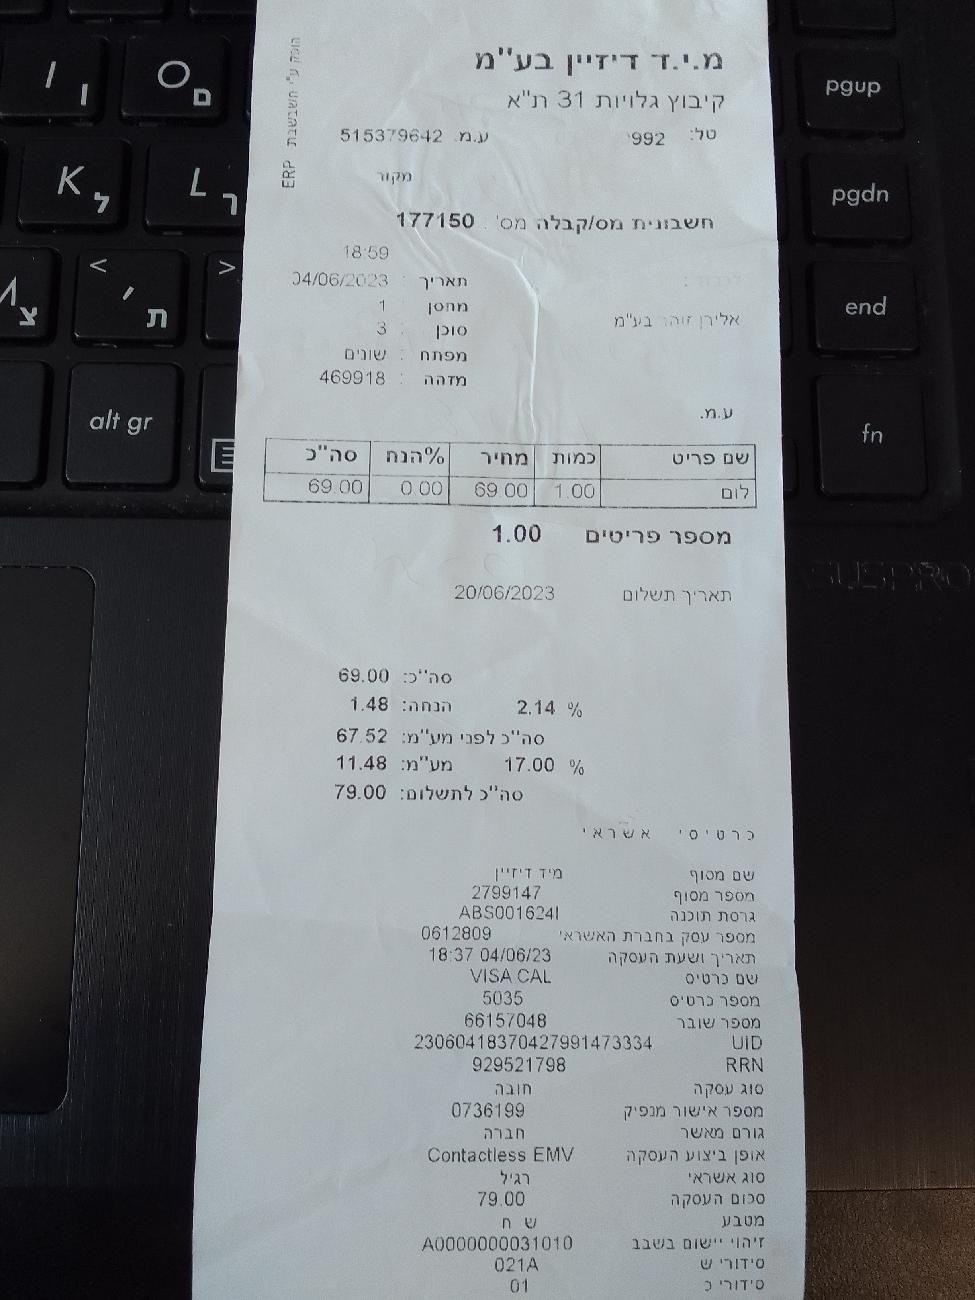 מ.י.ד דיזיין בע"מ
קיבוץ גלויות 31 ת"א
טל: 992 ע.מ. 515379642
מקור
חשבונית מס/קבלה מס'. 177150
18:59
תאריך : 04/06/2023
מחסן : 1
סוכן : 3
מפתח : שונים
מזהה : 469918
אלירן זוהר בע"מ
ע.מ.
שם פריט כמות מחיר %הנח סה"כ
לום 1.00 69.00 0.00 69.00
מספר פריטים 1.00
תאריך תשלום 20/06/2023
סה"כ: 69.00
% 2.14 הנחה: 1.48
סה"כ לפני מע"מ: 67.52
% 17.00 מע"מ: 11.48
סה"כ לתשלום: 79.00
כרטיסי אשראי
שם מסוף מיד דיזיין
מספר מסוף 2799147
גרסת תוכנה ABS001624I
מספר עסק בחברת האשראי 0612809
תאריך ושעת העסקה 04/06/23 18:37
שם כרטיס VISA CAL
מספר כרטיס 5035
מספר שובר 66157048
UID 23060418370427991473334
RRN 929521798
סוג עסקה חובה
מספר אישור מנפיק 0736199
גורם מאשר חברה
אופן ביצוע העסקה Contactless EMV
סוג אשראי רגיל
סכום העסקה 79.00
מטבע ש ח
זיהוי יישום בשבב A0000000031010
סידורי ש 021A
סידורי כ 01
הופק ע"י חשבשבת ERP
O ם
I ן
K ל
L ך
pgup
pgdn
end
fn
alt gr
< ' ת
>
צ
ASUSPRO